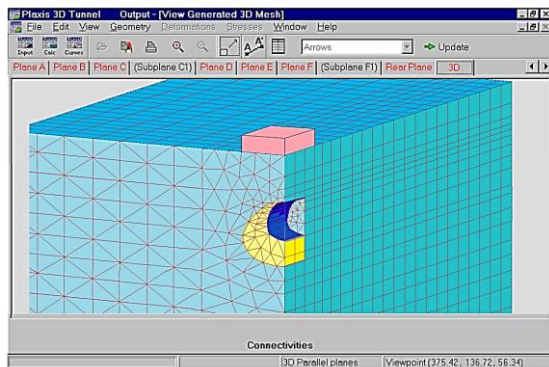 Plaxis 3D Tunnel Output - [View Generated 3D Mesh]
File Edit View Geometry Deformations Stresses Window Help
Input Calc Curves Arrows Update
Plane A Plane B Plane C (Subplane C1) Plane D Plane E Plane F (Subplane F1) Rear Plane 3D
Connectivities
3D Parallel planes Viewpoint (375.42, 136.72, 56.34)